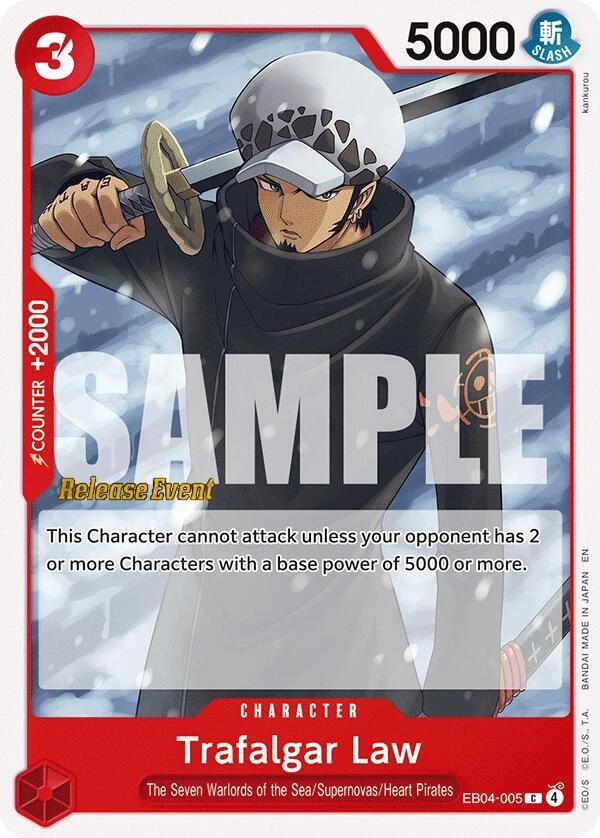 3
5000
斬
SLASH
kankurou
COUNTER +2000
SAMPLE
Release Event
This Character cannot attack unless your opponent has 2
or more Characters with a base power of 5000 or more.
CHARACTER
Trafalgar Law
The Seven Warlords of the Sea/Supernovas/Heart Pirates
EB04-005 C 4
©EO/S ©E.O./S., T.A. BANDAI MADE IN JAPAN EN